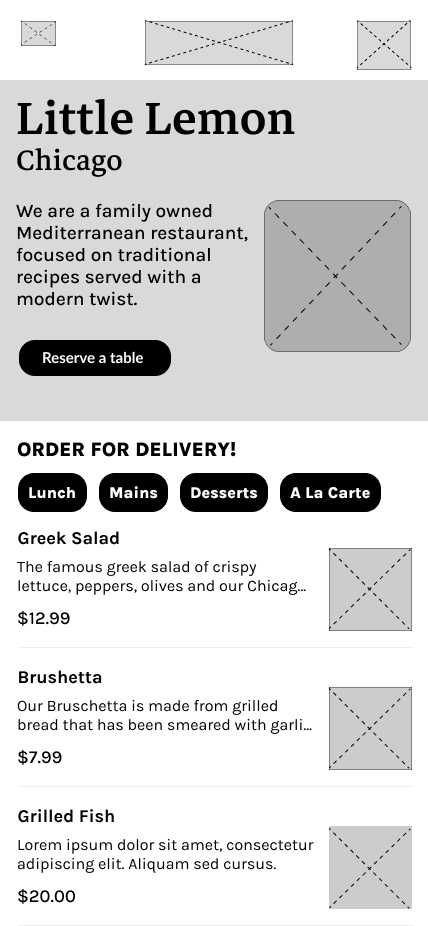 Little Lemon
Chicago
We are a family owned
Mediterranean restaurant,
focused on traditional
recipes served with a
modern twist.
Reserve a table
ORDER FOR DELIVERY!
Lunch
Mains
Desserts
A La Carte
Greek Salad
The famous greek salad of crispy
lettuce, peppers, olives and our Chicag...
$12.99
Brushetta
Our Bruschetta is made from grilled
bread that has been smeared with garli...
$7.99
Grilled Fish
Lorem ipsum dolor sit amet, consectetur
adipiscing elit. Aliquam sed cursus.
$20.00